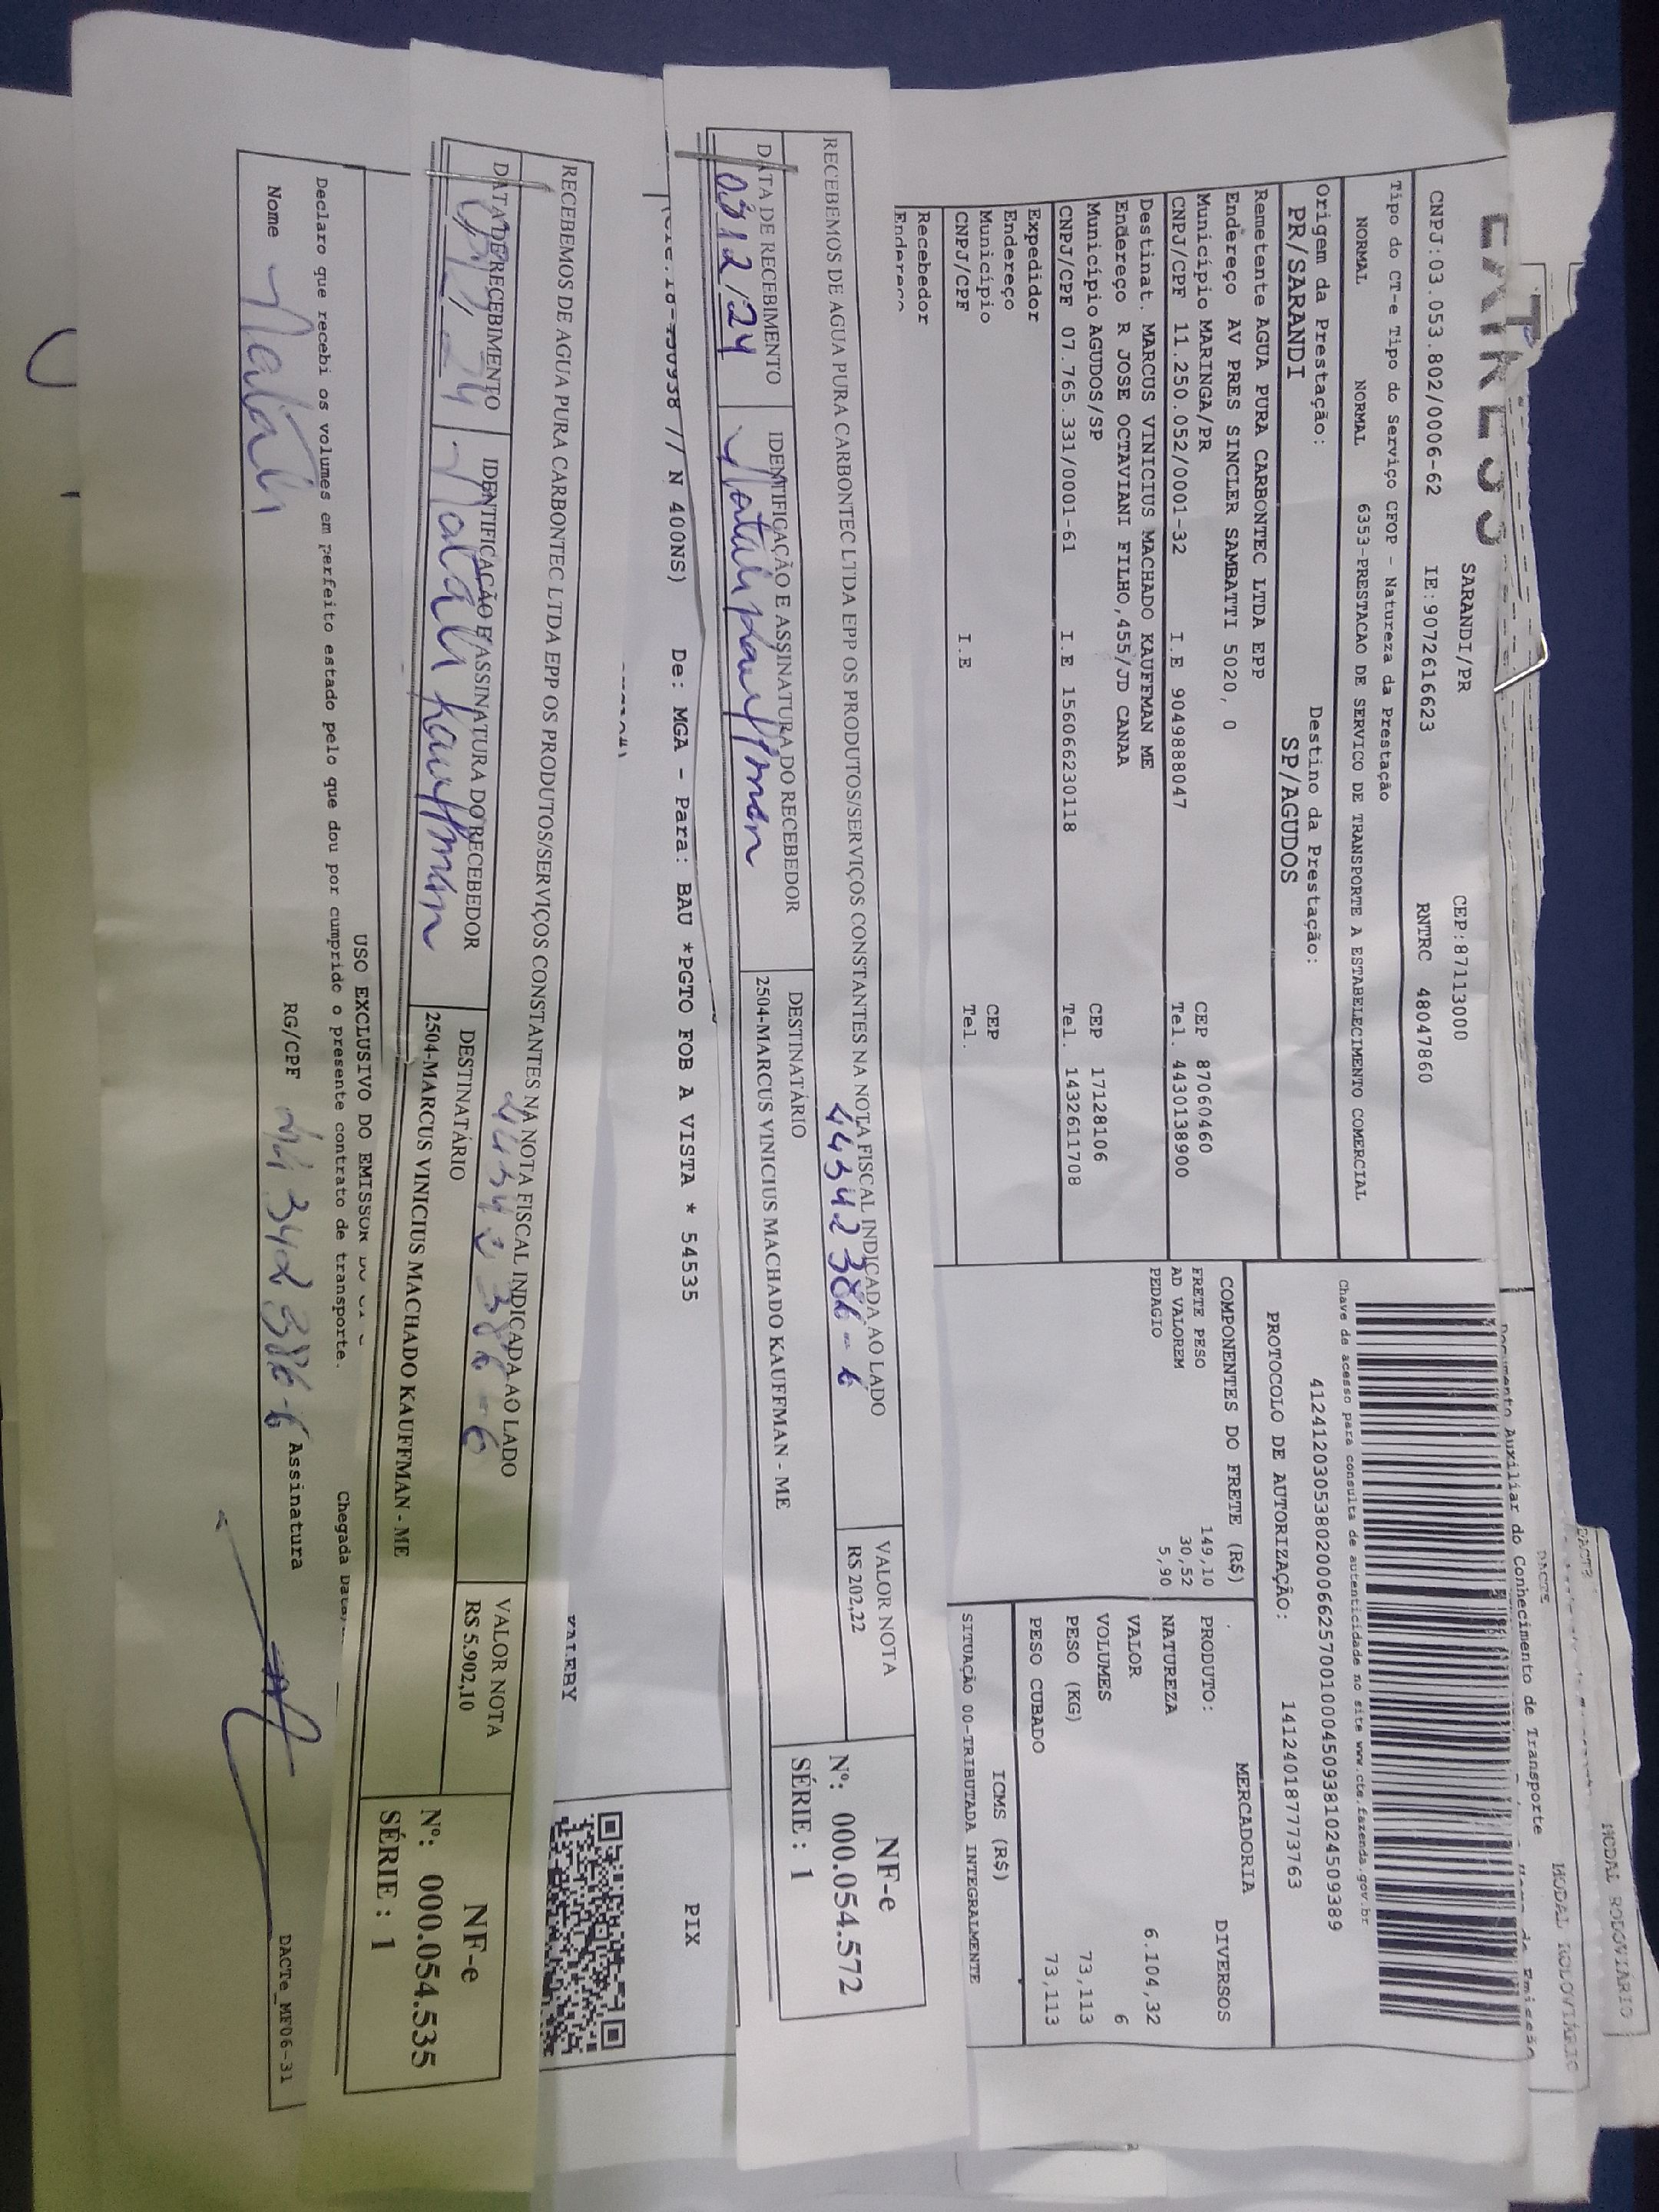 EXPRESS
SARANDI/PR CEP:87113000
CNPJ:03.053.802/0006-62 IE:9072616623 RNTRC 48047860
Tipo do CT-e Tipo do Serviço CFOP - Natureza da Prestação
NORMAL NORMAL 6353-PRESTACAO DE SERVICO DE TRANSPORTE A ESTABELECIMENTO COMERCIAL
Origem da Prestação: Destino da Prestação:
PR/SARANDI SP/AGUDOS
Remetente AGUA PURA CARBONTEC LTDA EPP
Endereço AV PRES SINCLER SAMBATTI 5020, 0
Município MARINGA/PR CEP 87060460
CNPJ/CPF 11.250.052/0001-32 I.E 9049888047 Tel. 4430138900
Destinat. MARCUS VINICIUS MACHADO KAUFFMAN ME
Endereço R JOSE OCTAVIANI FILHO,455/JD CANAA
Município AGUDOS/SP CEP 17128106
CNPJ/CPF 07.765.331/0001-61 I.E 156066230118 Tel. 1432611708
Expedidor
Endereço
Município CEP
CNPJ/CPF I.E Tel.
Recebedor
Endereço
DACTE
DACTE
MODAL RODOVIÁRIO
MODAL RODOVIÁRIO
Documento Auxiliar do Conhecimento de Transporte
Chave de acesso para consulta de autenticidade no site www.cte.fazenda.gov.br
41241203053802000662570010004509381024509389
PROTOCOLO DE AUTORIZAÇÃO: 141240187773763
COMPONENTES DO FRETE (R$)
FRETE PESO 149,10
AD VALOREM 30,52
PEDAGIO 5,90
MERCADORIA
PRODUTO: DIVERSOS
NATUREZA
VALOR 6.104,32
VOLUMES 6
PESO (KG) 73,113
PESO CUBADO 73,113
ICMS (R$)
SITUAÇÃO 00-TRIBUTADA INTEGRALMENTE
RECEBEMOS DE AGUA PURA CARBONTEC LTDA EPP OS PRODUTOS/SERVIÇOS CONSTANTES NA NOTA FISCAL INDICADA AO LADO
44342386-6
DATA DE RECEBIMENTO IDENTIFICAÇÃO E ASSINATURA DO RECEBEDOR DESTINATÁRIO VALOR NOTA
03/12/24 Natali Kauffman 2504-MARCUS VINICIUS MACHADO KAUFFMAN - ME R$ 202,22
NF-e
Nº: 000.054.572
SÉRIE : 1
// N 400NS) De: MGA - Para: BAU *PGTO FOB A VISTA * 54535
PIX
KALEBY
RECEBEMOS DE AGUA PURA CARBONTEC LTDA EPP OS PRODUTOS/SERVIÇOS CONSTANTES NA NOTA FISCAL INDICADA AO LADO
44342386-6
DATA DE RECEBIMENTO IDENTIFICAÇÃO E ASSINATURA DO RECEBEDOR DESTINATÁRIO VALOR NOTA
Natali Kauffman 2504-MARCUS VINICIUS MACHADO KAUFFMAN - ME R$ 5.902,10
NF-e
Nº: 000.054.535
SÉRIE : 1
USO EXCLUSIVO DO EMISSOR DO
Declaro que recebi os volumes em perfeito estado pelo que dou por cumprido o presente contrato de transporte. Chegada Data
Nome Natali RG/CPF 44342386-6 Assinatura
DACTe_MF06-31